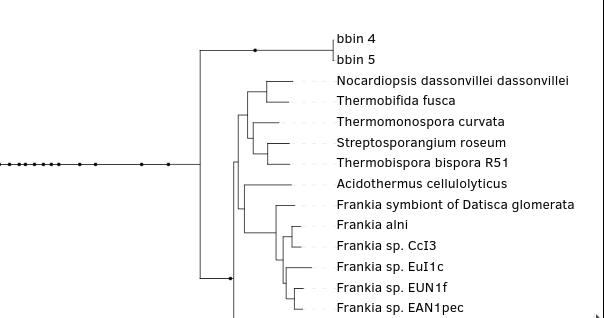 bbin 4
bbin 5
Nocardiopsis dassonvillei dassonvillei
Thermobifida fusca
Thermomonospora curvata
Streptosporangium roseum
Thermobispora bispora R51
Acidothermus cellulolyticus
Frankia symbiont of Datisca glomerata
Frankia alni
Frankia sp. CcI3
Frankia sp. EuI1c
Frankia sp. EUN1f
Frankia sp. EAN1pec